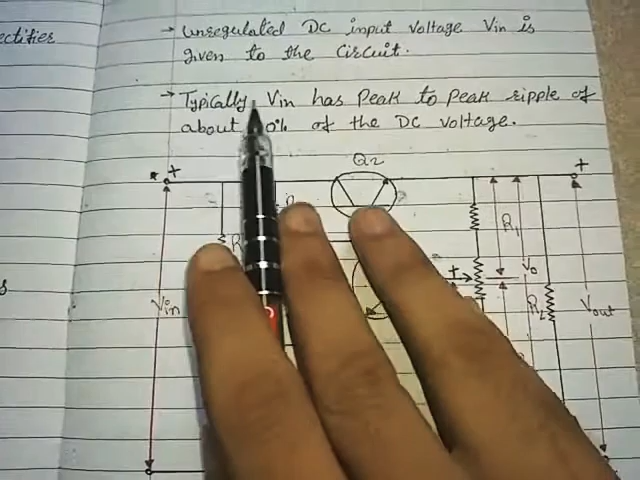 ectifier
→ Unregulated DC input voltage Vin is
given to the circuit.
→ Typically Vin has Peak to Peak ripple of
about 0% of the DC voltage.
Q2
+
+
R1
R
+
Vo
Vin
RL
Vout
s